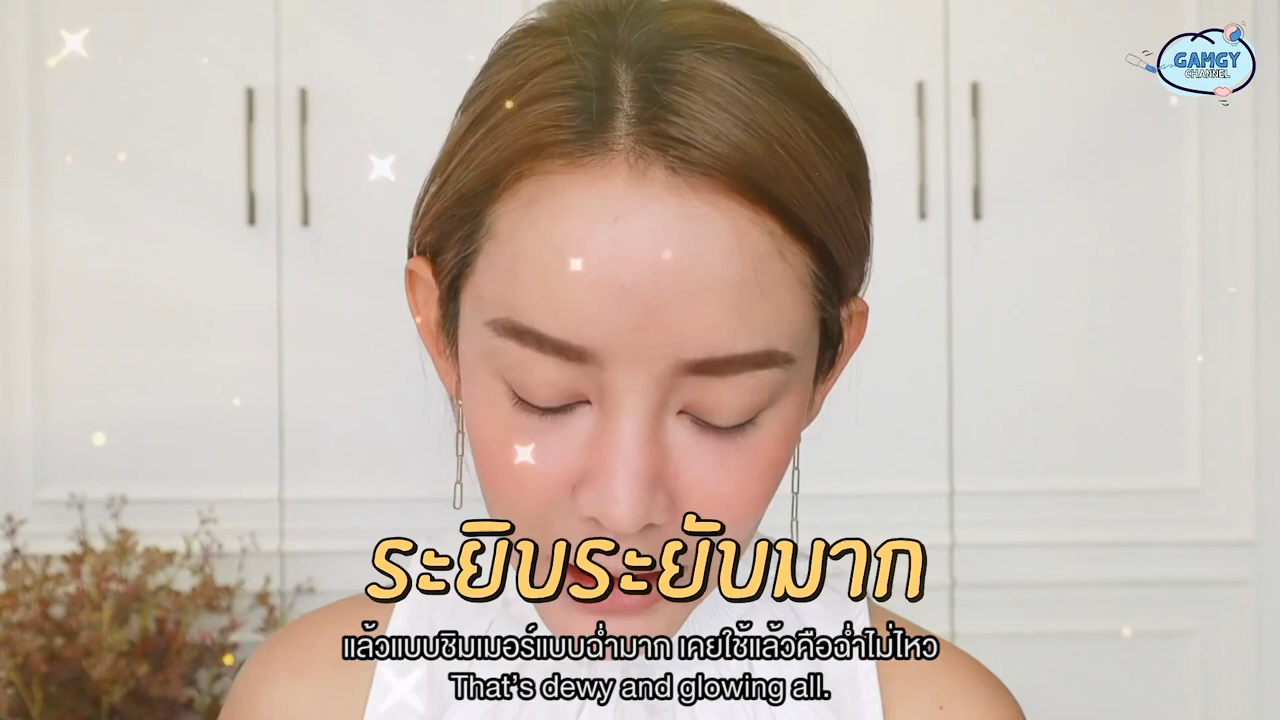 GAMGY
CHANNEL
ระยิบระยับมาก
แล้วแบบชิมเมอร์แบบฉ่ำมาก เคยใช้แล้วคือฉ่ำไม่ไหว
That's dewy and glowing all.